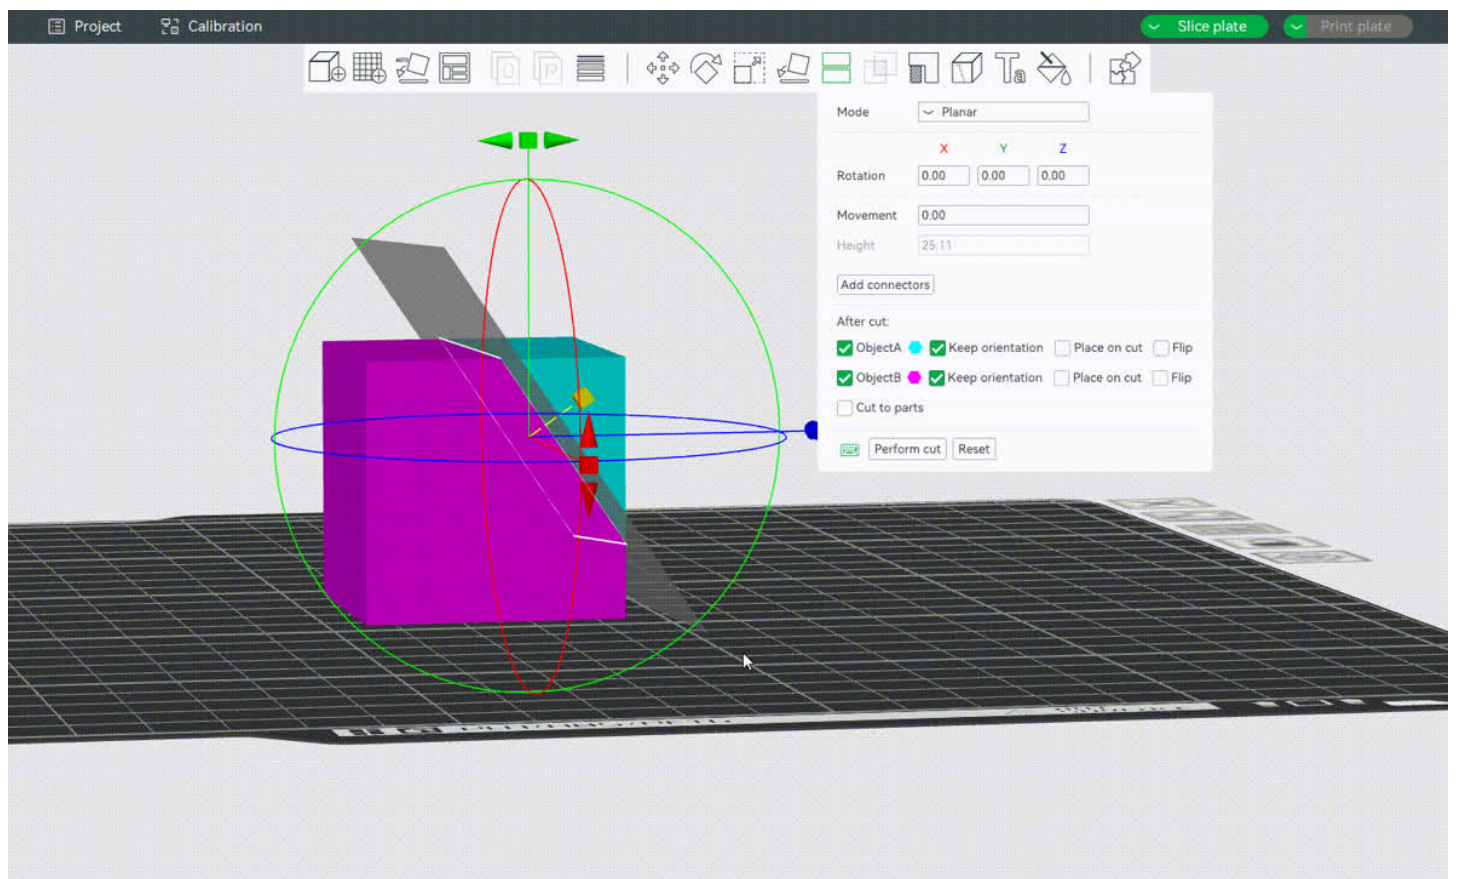 Project Calibration Slice plate Print plate
Mode Planar
X Y Z
Rotation 0.00 0.00 0.00
Movement 0.00
Height 25.11
Add connectors
After cut:
ObjectA Keep orientation Place on cut Flip
ObjectB Keep orientation Place on cut Flip
Cut to parts
Perform cut Reset